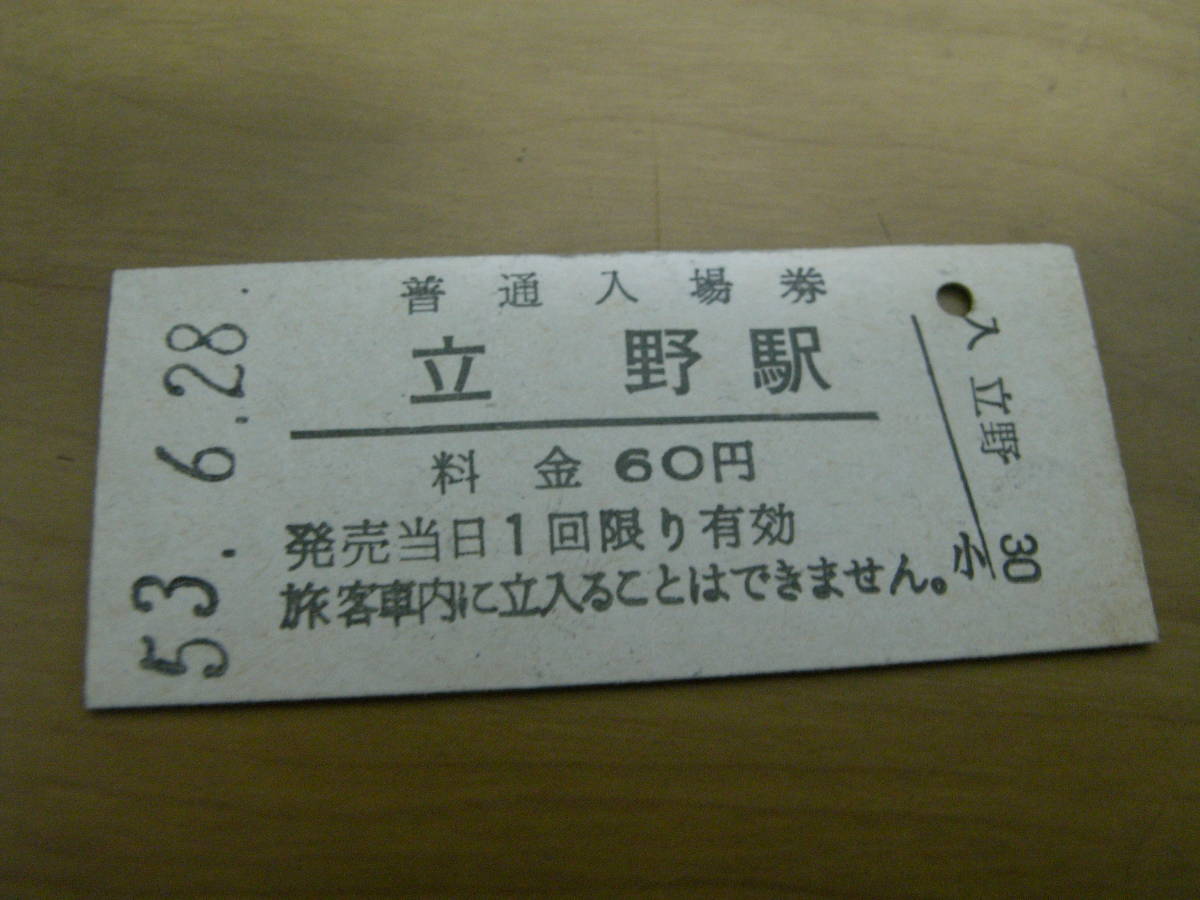 53. 6.28
普通入場券
立野駅
料金60円
発売当日1回限り有効
旅客車内に立入ることはできません。
入 立野
小 30